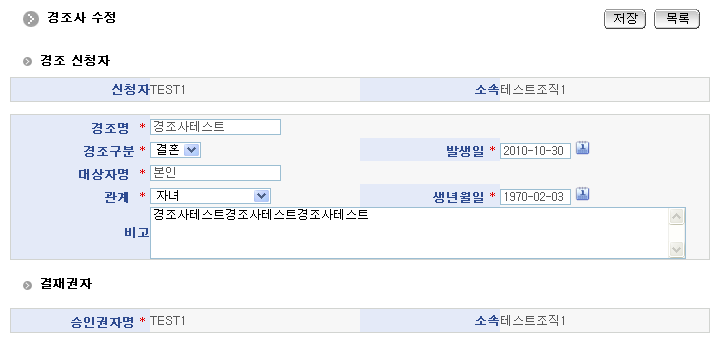 경조사 수정 저장 목록
경조 신청자
신청자 TEST1 소속 테스트조직1
경조명 * 경조사테스트
경조구분 * 결혼 발생일 * 2010-10-30
대상자명 * 본인
관계 * 자녀 생년월일 * 1970-02-03
비고 경조사테스트경조사테스트경조사테스트
결재권자
승인권자명 * TEST1 소속 테스트조직1